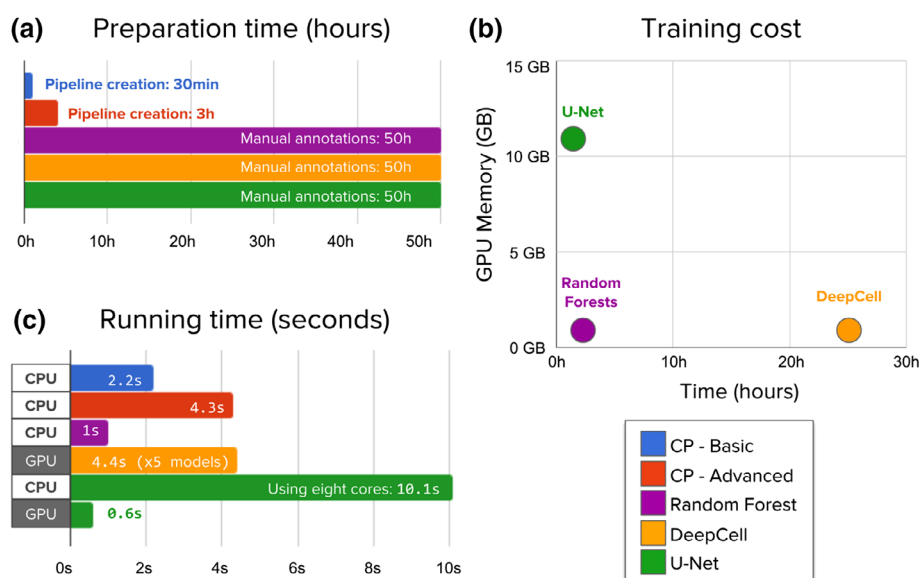 (a) Preparation time (hours)
Pipeline creation: 30min
Pipeline creation: 3h
Manual annotations: 50h
Manual annotations: 50h
Manual annotations: 50h
0h 10h 20h 30h 40h 50h
(b) Training cost
15 GB
10 GB
5 GB
0 GB
GPU Memory (GB)
U-Net
Random
Forests
DeepCell
0h 10h 20h 30h
Time (hours)
(c) Running time (seconds)
CPU 2.2s
CPU 4.3s
CPU 1s
GPU 4.4s (x5 models)
CPU Using eight cores: 10.1s
GPU 0.6s
0s 2s 4s 6s 8s 10s
CP - Basic
CP - Advanced
Random Forest
DeepCell
U-Net